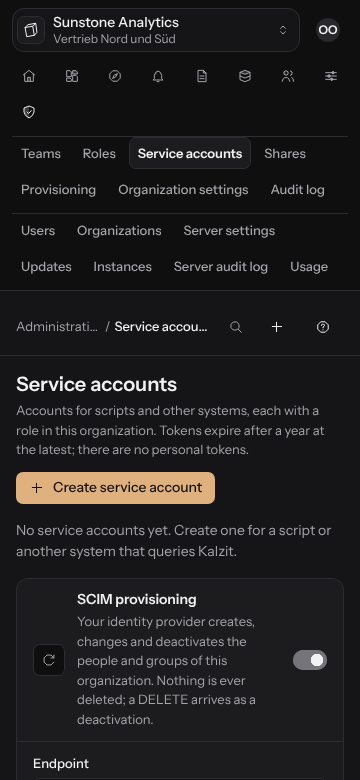 Sunstone Analytics
Vertrieb Nord und Süd
OO
Teams Roles Service accounts Shares
Provisioning Organization settings Audit log
Users Organizations Server settings
Updates Instances Server audit log Usage
Administrati... / Service accou...
Service accounts
Accounts for scripts and other systems, each with a
role in this organization. Tokens expire after a year at
the latest; there are no personal tokens.
Create service account
No service accounts yet. Create one for a script or
another system that queries Kalzit.
SCIM provisioning
Your identity provider creates,
changes and deactivates the
people and groups of this
organization. Nothing is ever
deleted; a DELETE arrives as a
deactivation.
Endpoint